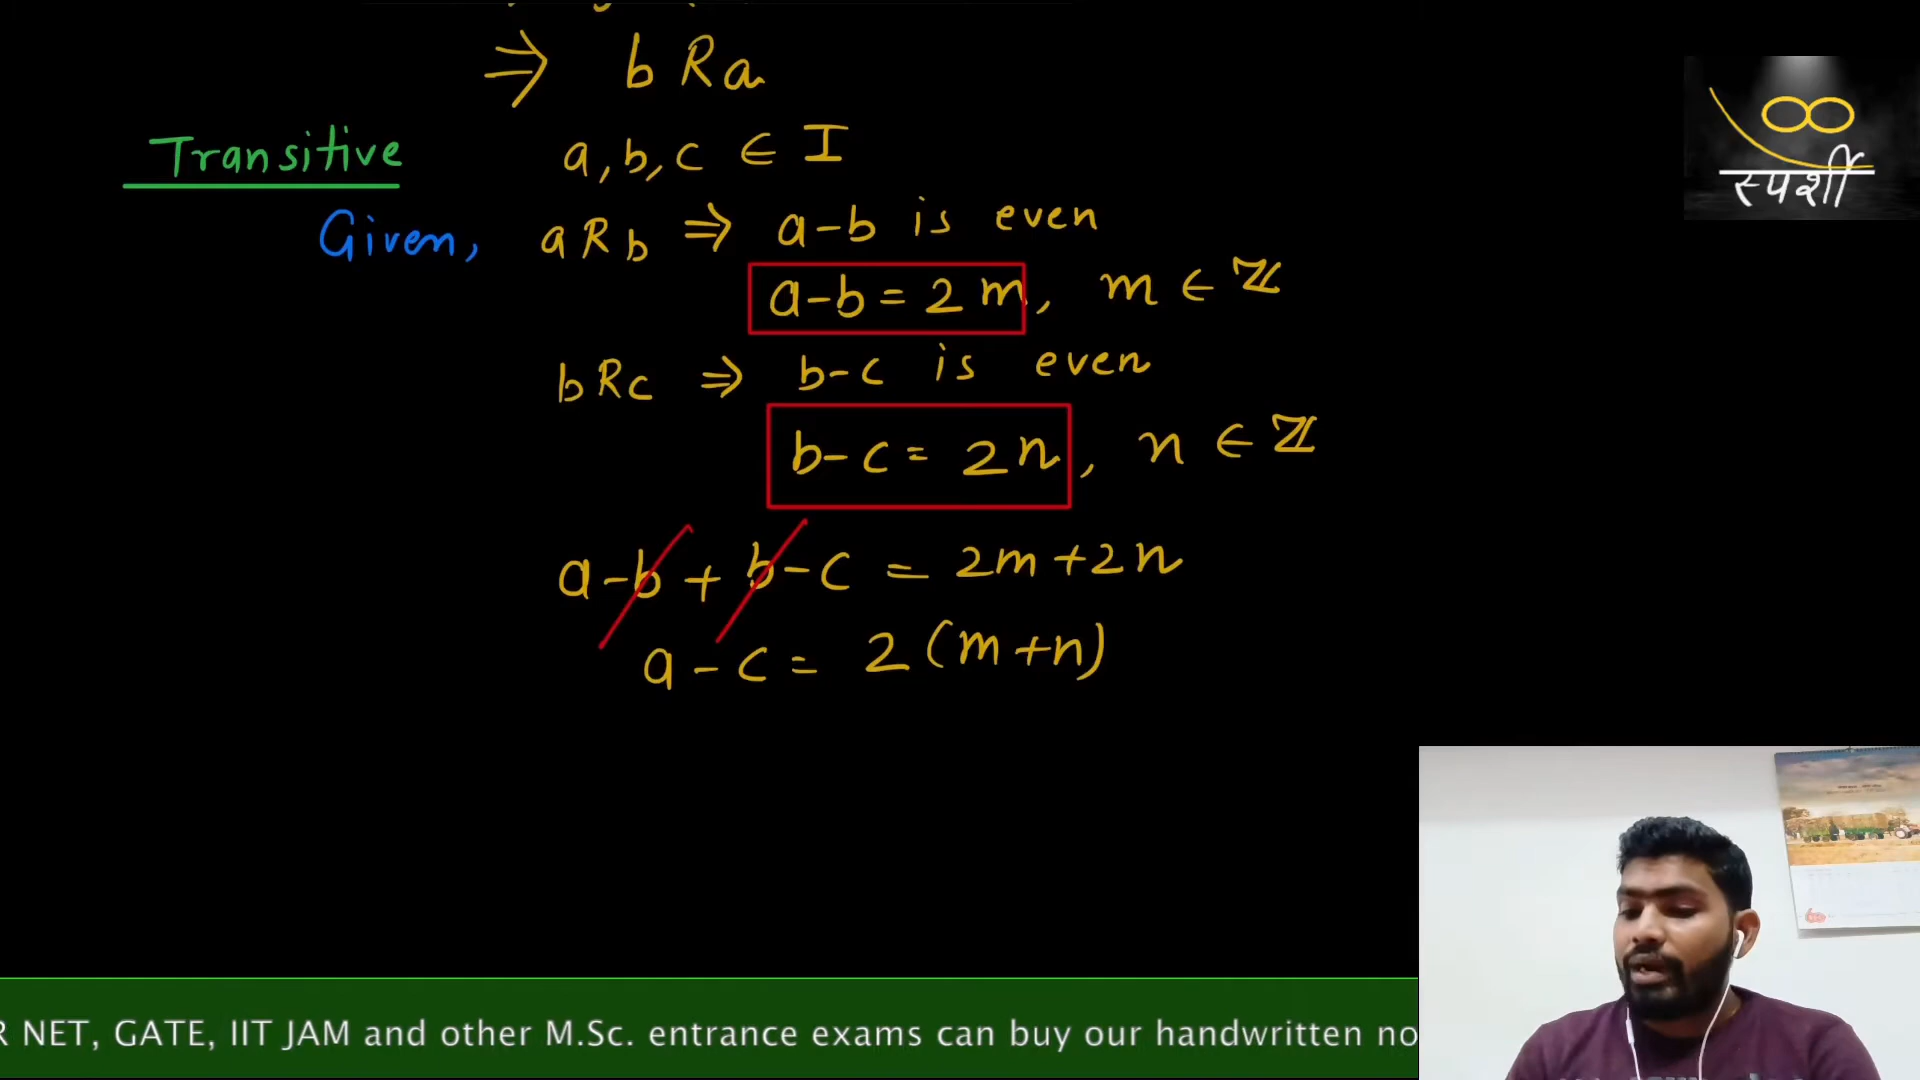 ⇒ b R a
Transitive a, b, c ∈ I
Given, a R b ⇒ a-b is even
a-b = 2m, m ∈ ℤ
b R c ⇒ b-c is even
b-c = 2n, n ∈ ℤ
a-b + b-c = 2m+2n
a-c = 2(m+n)
स्पर्शी
R NET, GATE, IIT JAM and other M.Sc. entrance exams can buy our handwritten no